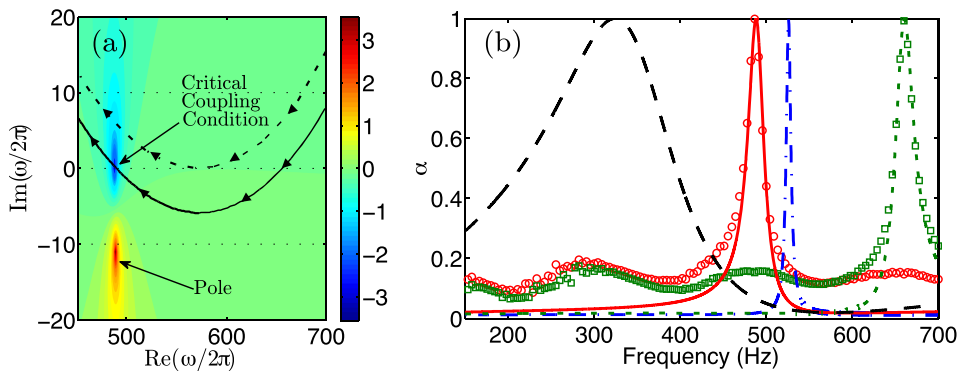 (a)
Critical
Coupling
Condition
Pole
20
10
0
−10
−20
Im(ω/2π)
500
600
700
Re(ω/2π)
3
2
1
0
−1
−2
−3
(b)
1
0.8
0.6
0.4
0.2
0
α
200
300
400
500
600
700
Frequency (Hz)